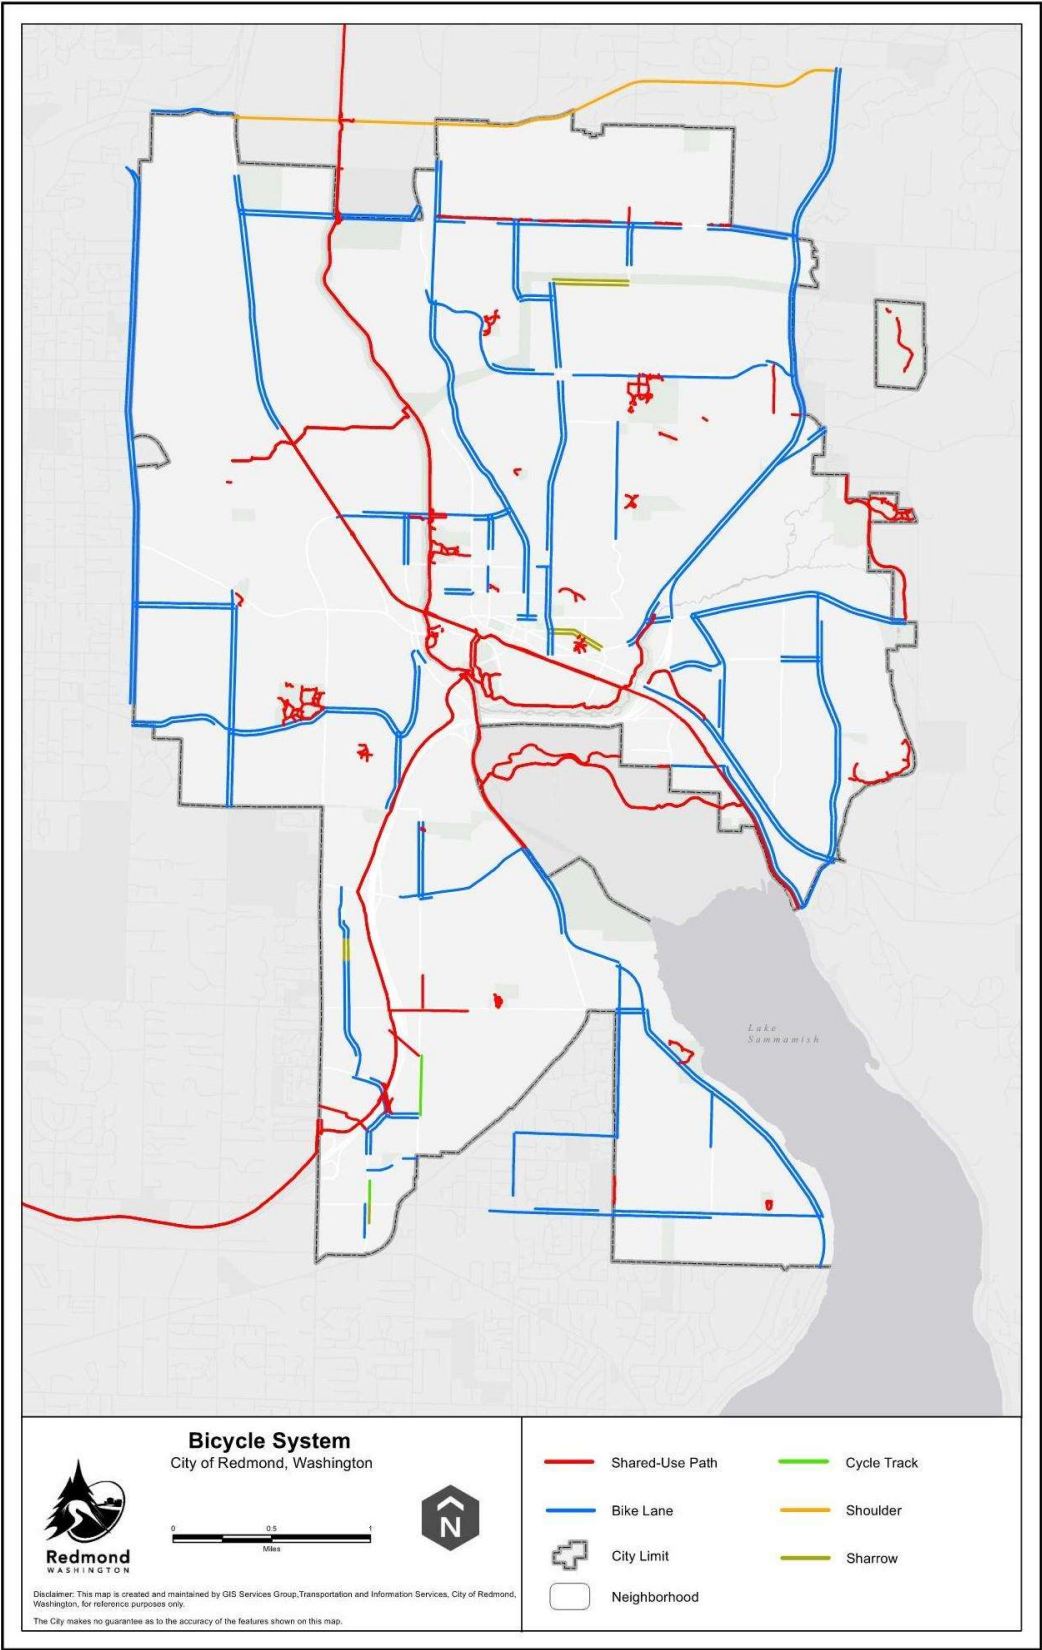 Lake
Sammamish
Bicycle System
City of Redmond, Washington
0 0.5 1
Miles
N
Redmond
WASHINGTON
Disclaimer: This map is created and maintained by GIS Services Group,Transportation and Information Services, City of Redmond,
Washington, for reference purposes only.
The City makes no guarantee as to the accuracy of the features shown on this map.
Shared-Use Path
Cycle Track
Bike Lane
Shoulder
City Limit
Sharrow
Neighborhood